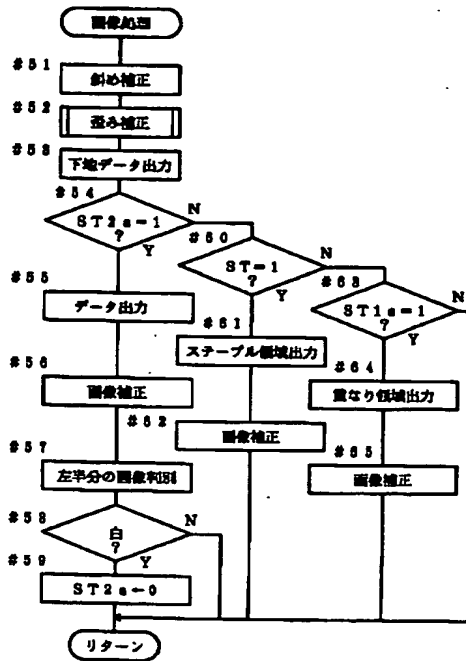 画像処理
#51
斜め補正
#52
歪み補正
#53
下地データ出力
#54
ST2a=1
?
N
Y
#60
ST=1
?
N
Y
#63
ST1a=1
?
N
Y
#55
データ出力
#61
ステープル領域出力
#64
重なり領域出力
#56
画像補正
#62
画像補正
#65
画像補正
#57
左半分の画像判別
#58
白
?
N
Y
#59
ST2a←0
リターン